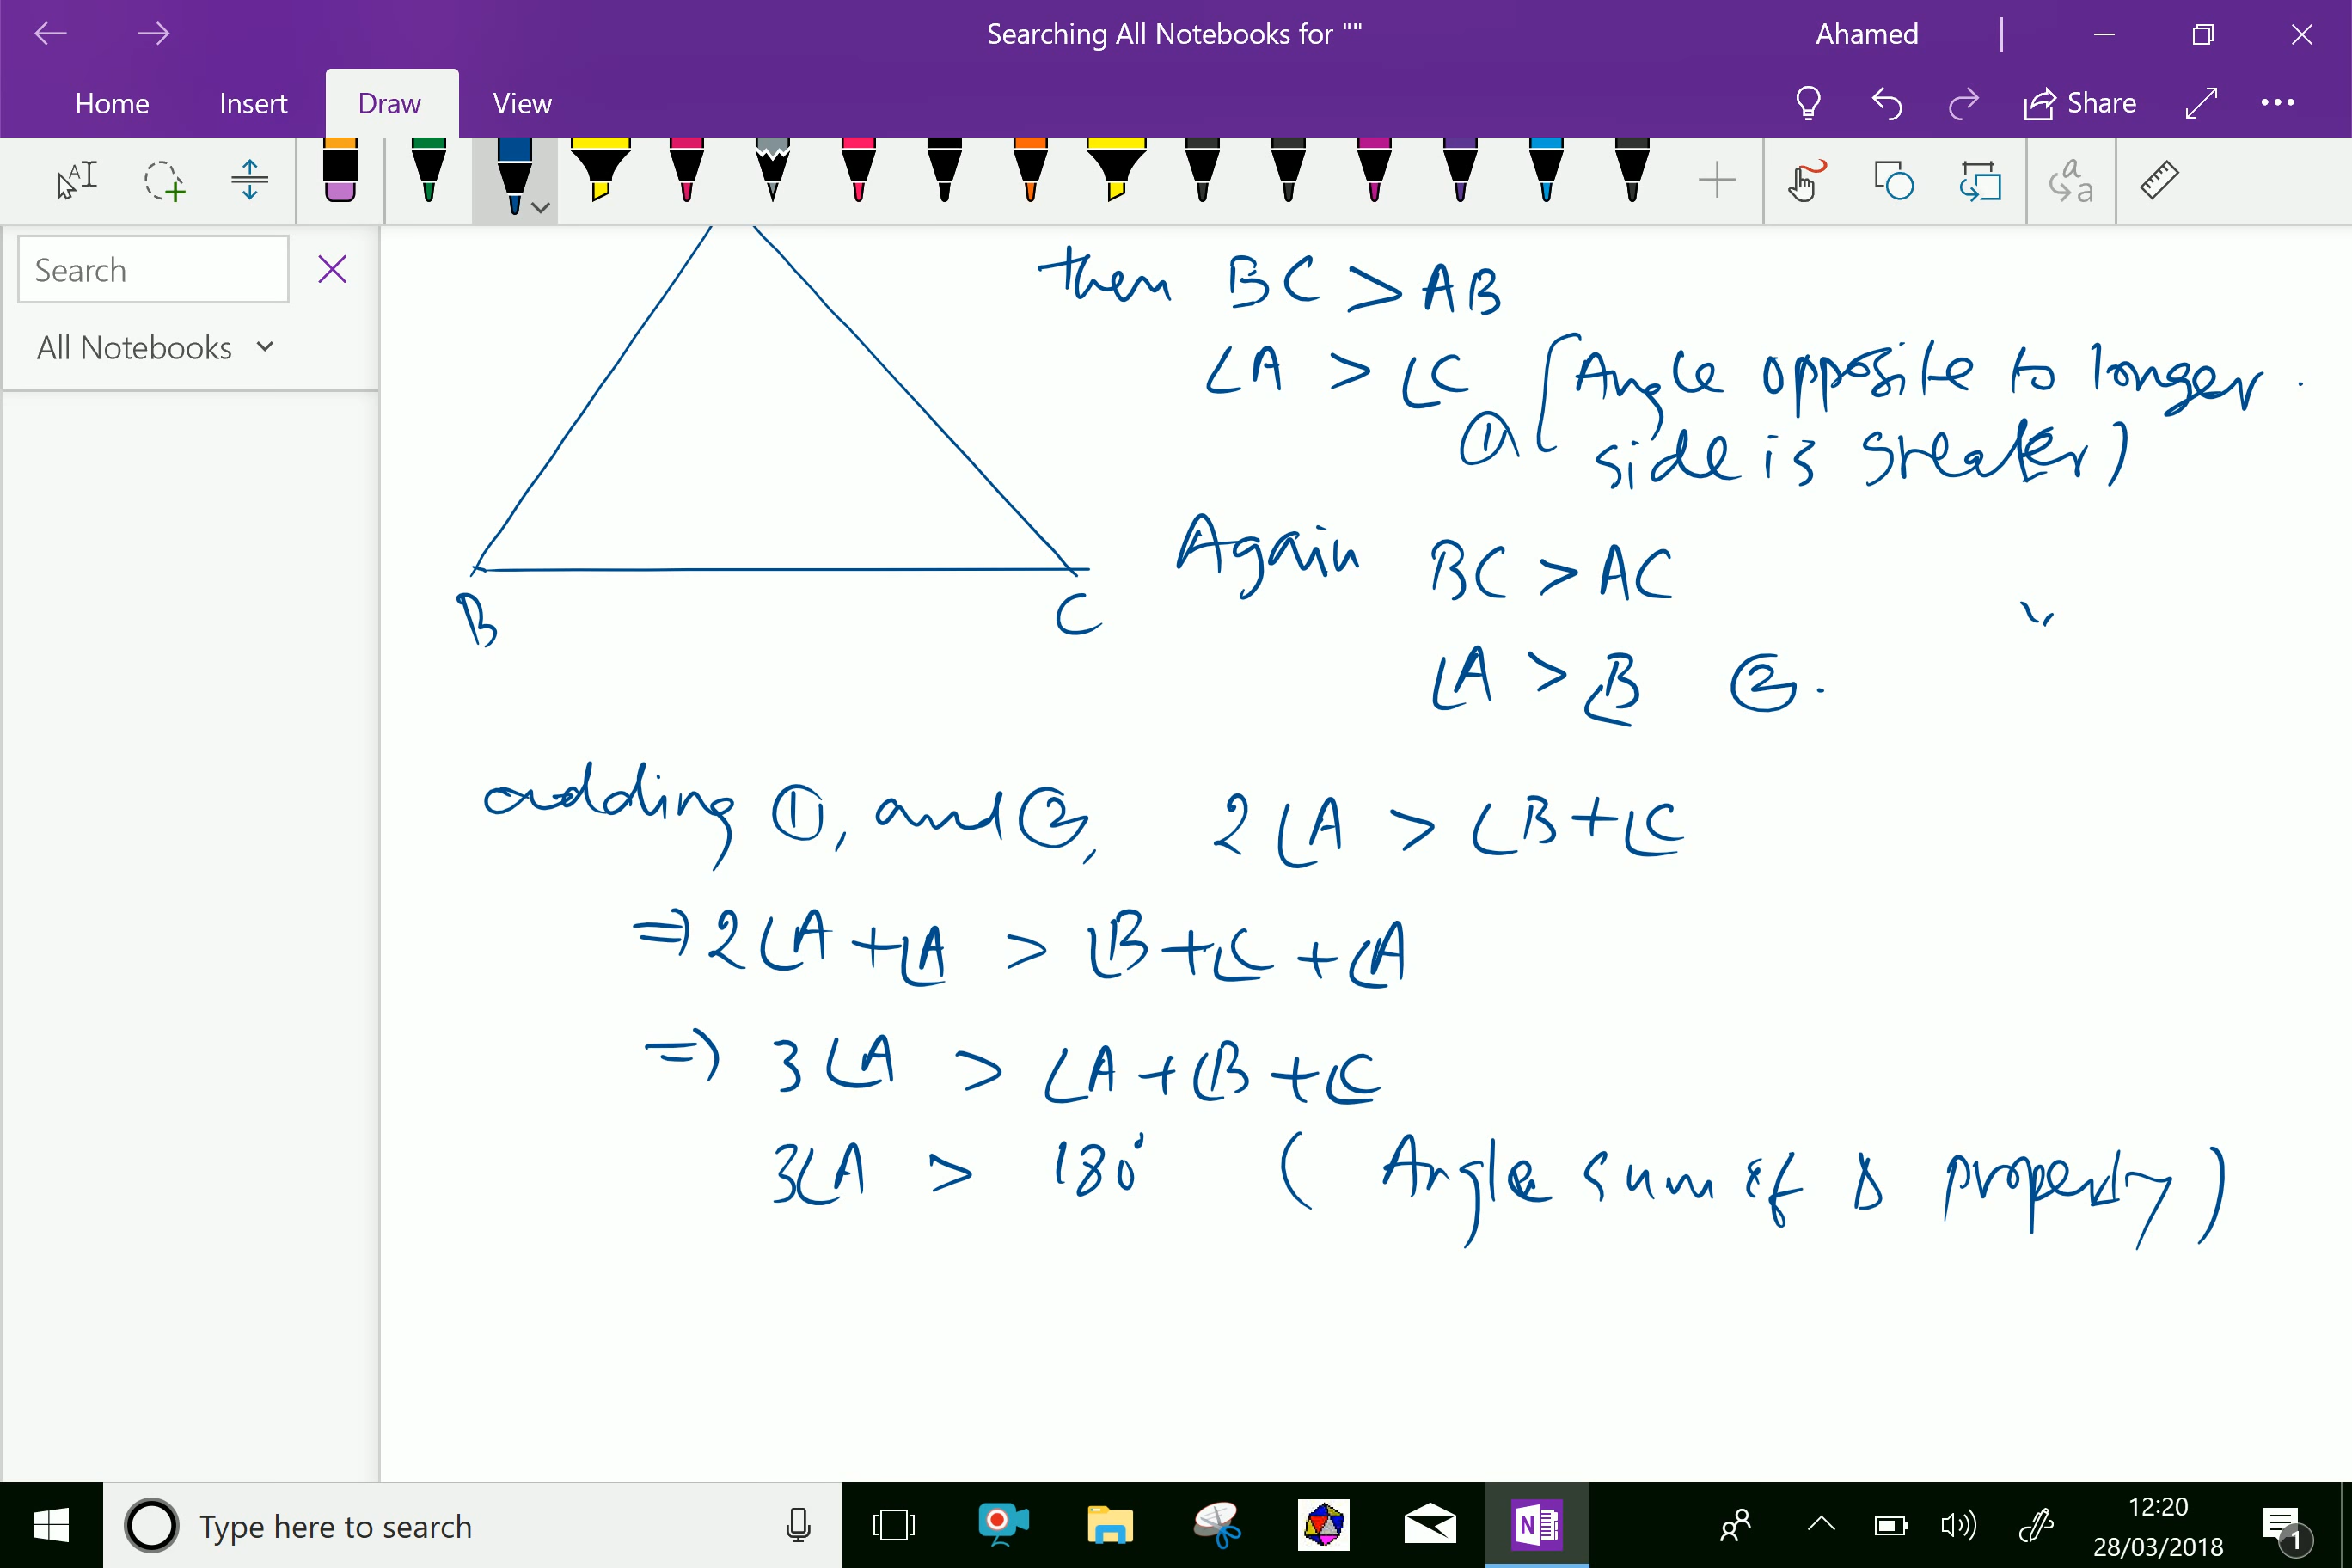 Searching All Notebooks for ""
Ahamed
Home Insert Draw View
Share
Search
All Notebooks
then BC > AB
∠A > ∠C (Angle opposite to longer
① side is greater)
Again BC > AC "
∠A > ∠B ②.
B C
adding ①, and ②, 2∠A > ∠B+∠C
⇒ 2∠A +∠A > ∠B+∠C +∠A
⇒ 3∠A > ∠A+∠B+∠C
3∠A > 180° ( Angle sum of Δ property)
Type here to search
N
12:20
28/03/2018
1